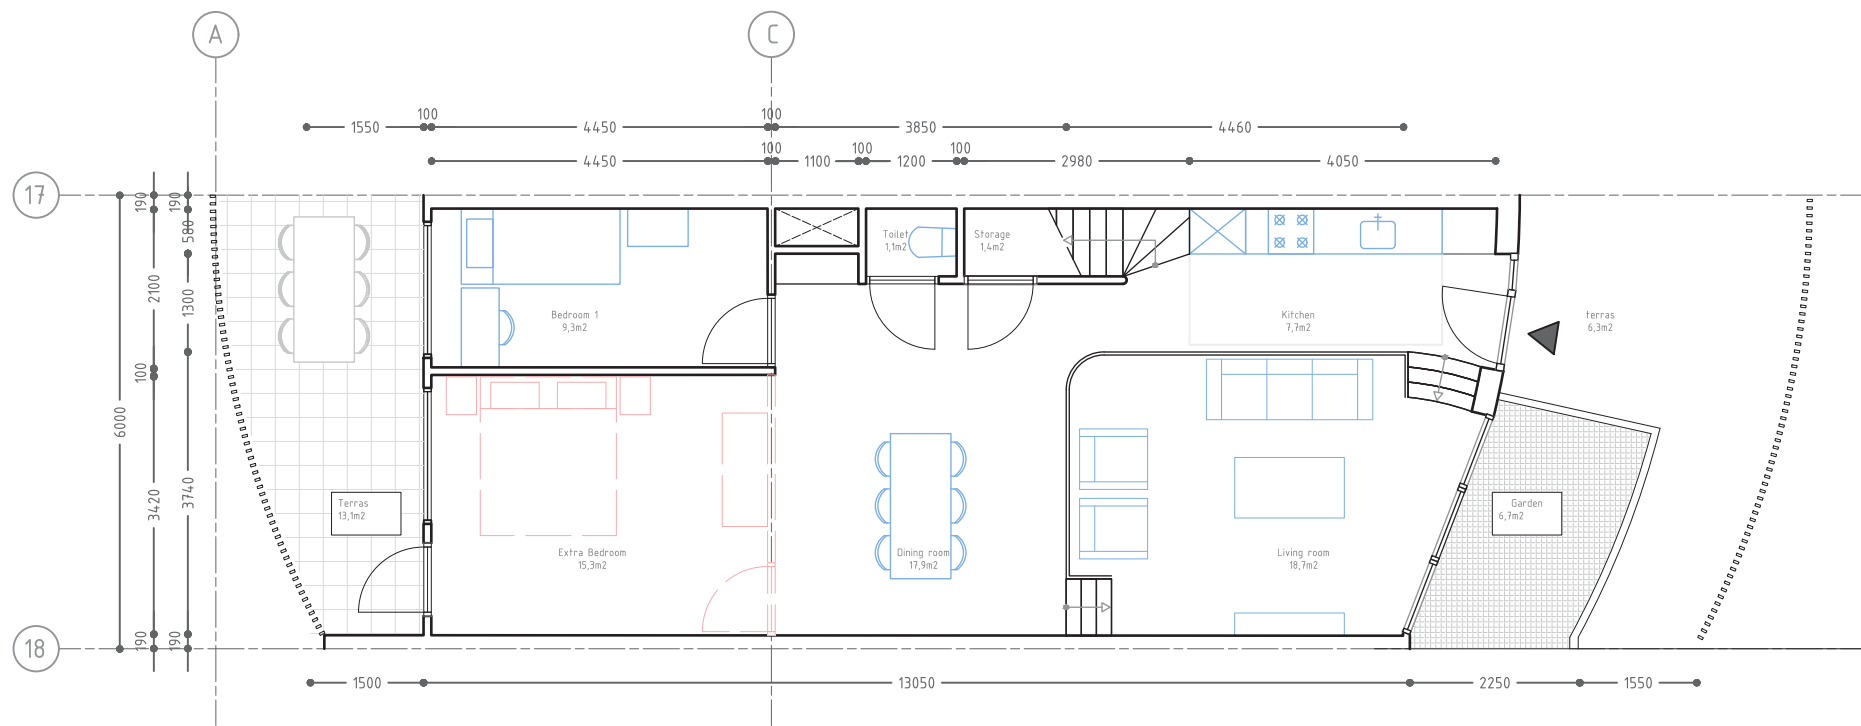 A
C
100
100
1550
4450
3850
4460
100
100
100
4450
1100
1200
2980
4050
17
190
190
580
Toilet
1,1m2
Storage
1,4m2
2100
1300
Bedroom 1
9,3m2
Kitchen
7,7m2
terras
6,3m2
100
6000
3420
3740
Terras
13,1m2
Garden
6,7m2
Extra Bedroom
15,3m2
Dining room
17,9m2
Living room
18,7m2
190
190
18
1500
13050
2250
1550